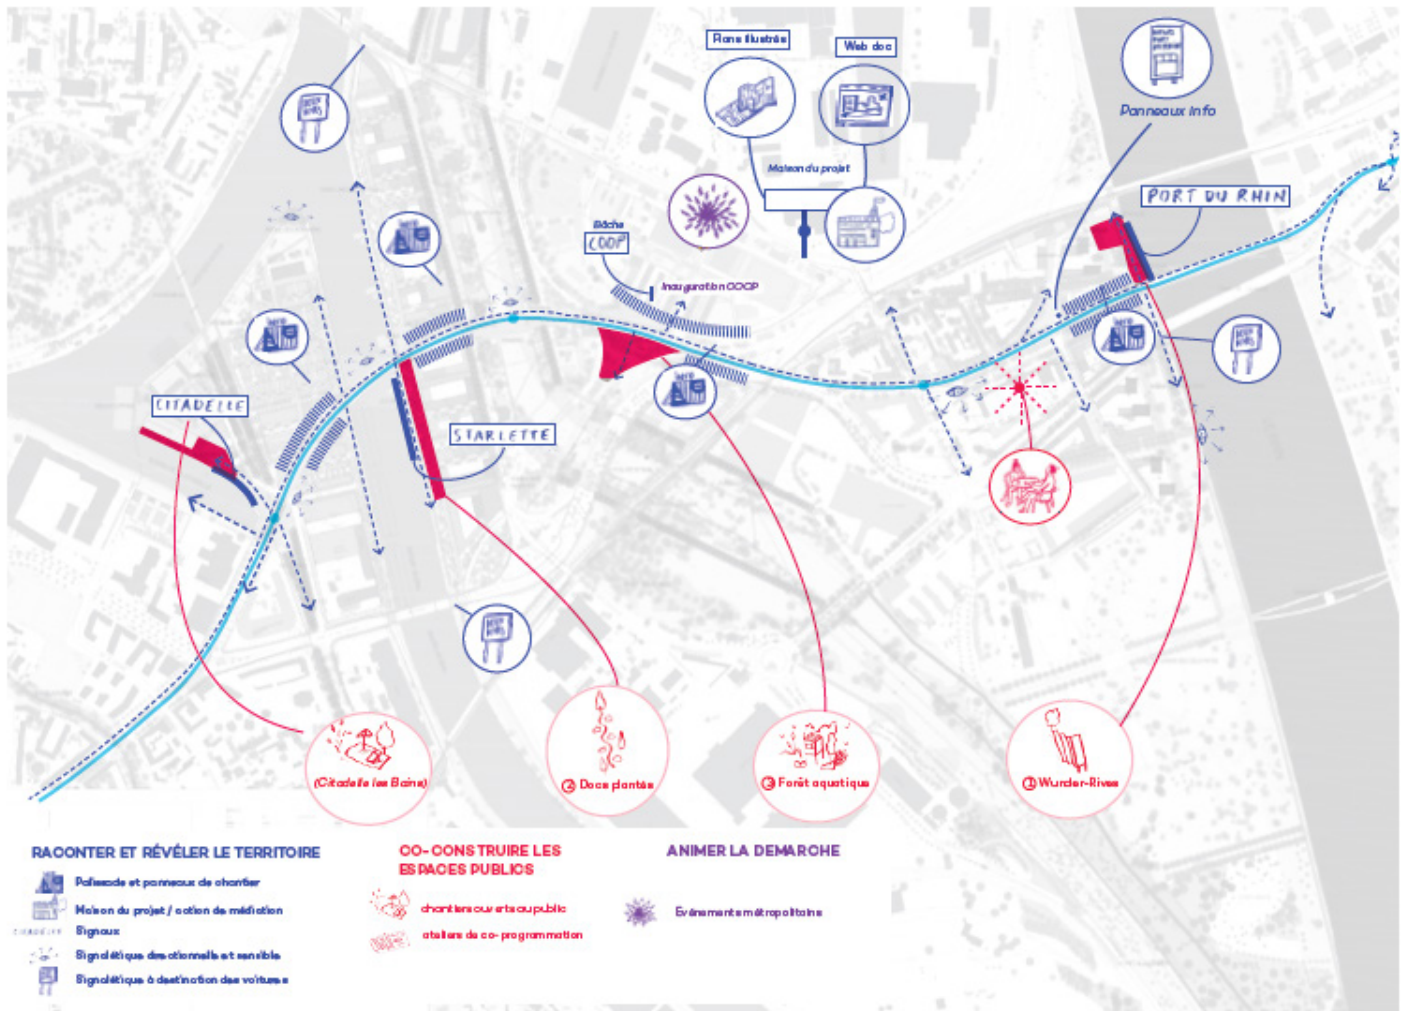 Plans illustrés
Web doc
Panneaux info
Maison du projet
PORT DU RHIN
Bâche
COOP
Inauguration COOP
CITADELLE
STARLETTE
(Citadelle les Bains)
② Docs plantés
③ Forêt aquatique
① Wunder-Rives
RACONTER ET RÉVÉLER LE TERRITOIRE
Palissade et panneaux de chantier
Maison du projet / action de médiation
CITADELLE Signaux
Signalétique directionnelle et sensible
Signalétique à destination des voitures
CO-CONSTRUIRE LES
ESPACES PUBLICS
chantiers ouverts au public
ateliers de co-programmation
ANIMER LA DEMARCHE
Evénements métropolitains